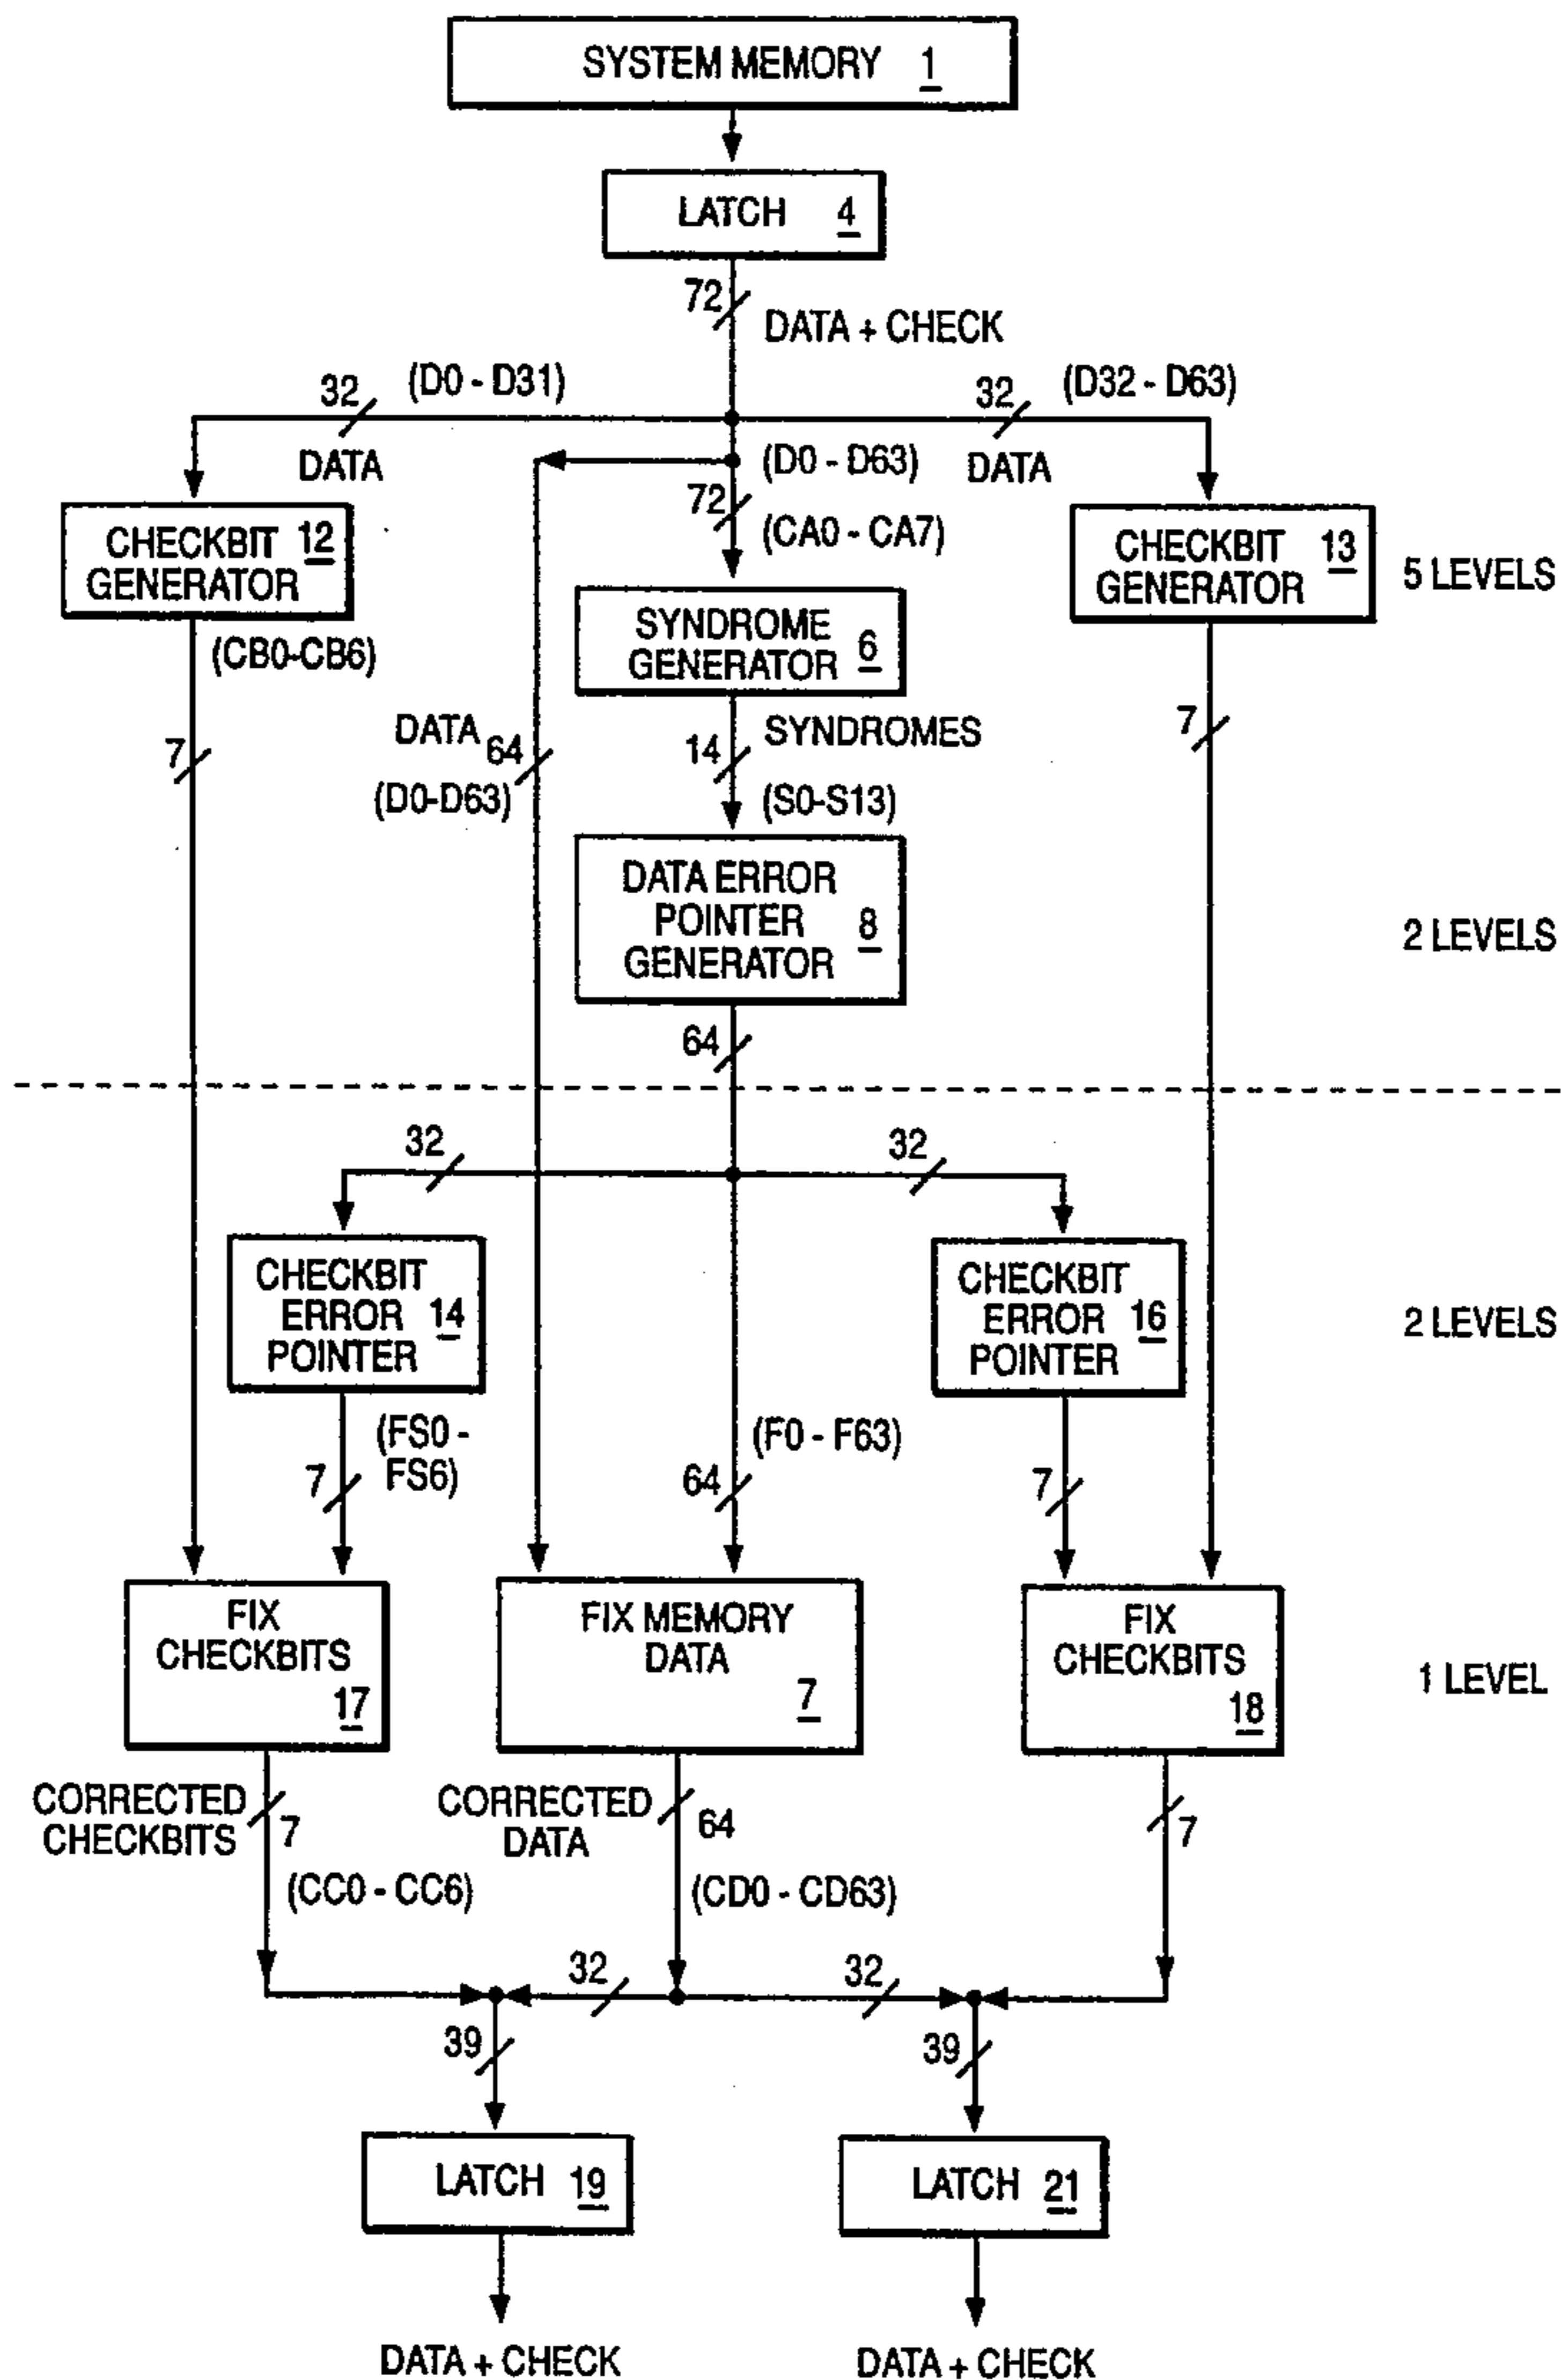 SYSTEM MEMORY 1
LATCH 4
72
DATA + CHECK
32
(D0 - D31)
32
(D32 - D63)
DATA
(D0 - D63)
DATA
72
(CA0 - CA7)
CHECKBIT 12
GENERATOR
CHECKBIT 13
GENERATOR
5 LEVELS
SYNDROME
GENERATOR 6
(CB0-CB6)
7
DATA 64
(D0-D63)
14
SYNDROMES
(S0-S13)
7
DATA ERROR
POINTER 8
GENERATOR
2 LEVELS
64
32
32
CHECKBIT
ERROR 14
POINTER
CHECKBIT
ERROR 16
POINTER
2 LEVELS
(FS0 -
FS6)
7
(F0 - F63)
64
7
FIX
CHECKBITS
17
FIX MEMORY
DATA
7
FIX
CHECKBITS
18
1 LEVEL
CORRECTED
CHECKBITS
7
(CC0 - CC6)
CORRECTED
DATA
64
(CD0 - CD63)
7
32
32
39
39
LATCH 19
LATCH 21
DATA + CHECK
DATA + CHECK